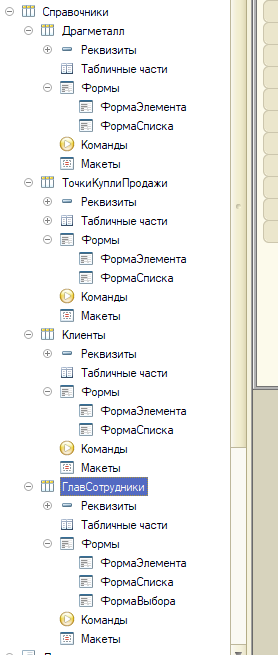 Справочники
Драгметалл
Реквизиты
Табличные части
Формы
ФормаЭлемента
ФормаСписка
Команды
Макеты
ТочкиКуплиПродажи
Реквизиты
Табличные части
Формы
ФормаЭлемента
ФормаСписка
Команды
Макеты
Клиенты
Реквизиты
Табличные части
Формы
ФормаЭлемента
ФормаСписка
Команды
Макеты
ГлавСотрудники
Реквизиты
Табличные части
Формы
ФормаЭлемента
ФормаСписка
ФормаВыбора
Команды
Макеты